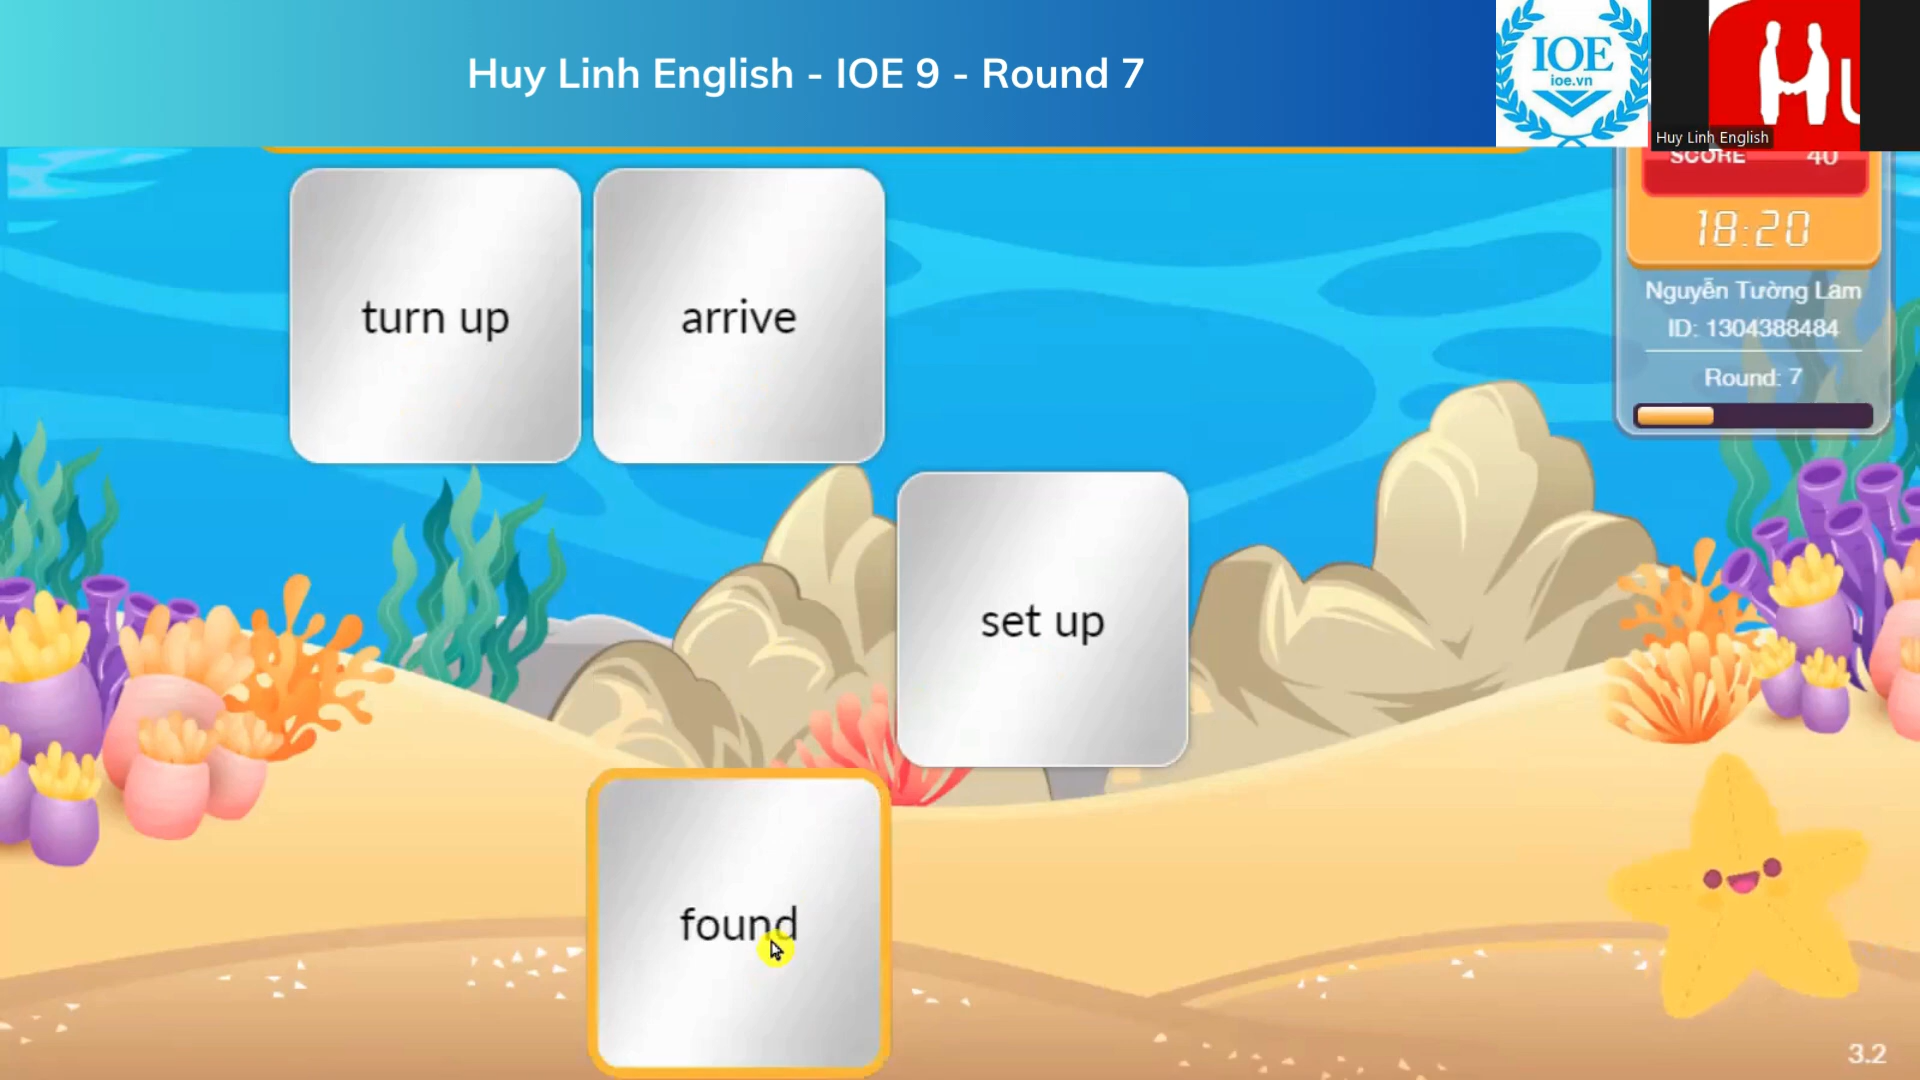 Huy Linh English - IOE 9 - Round 7
IOE
ioe.vn
HU
Huy Linh English
SCORE 40
18:20
Nguyễn Tường Lam
ID: 1304388484
Round: 7
turn up
arrive
set up
found
3.2